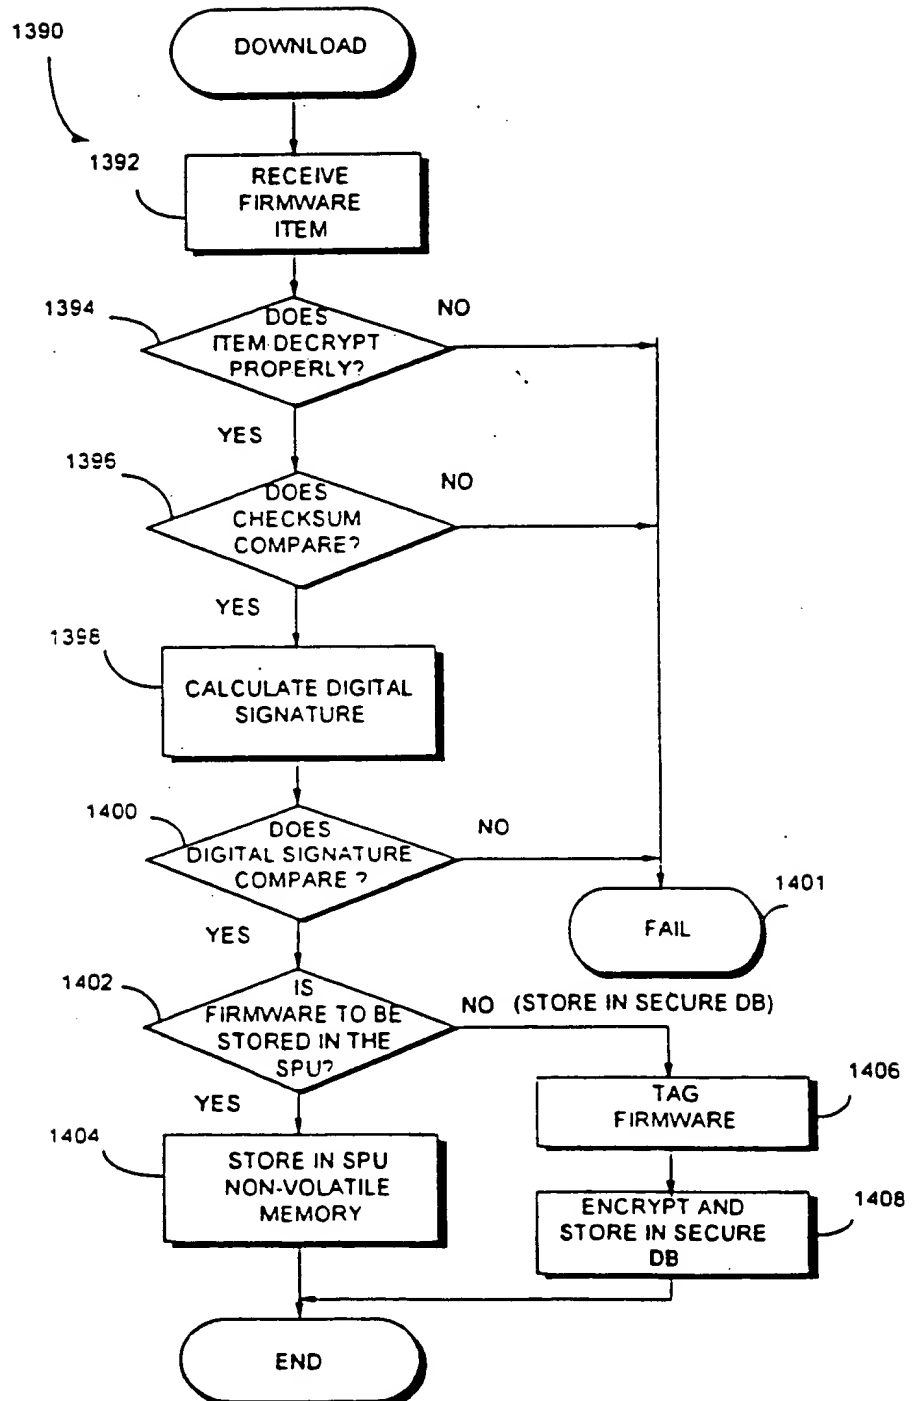 1390
DOWNLOAD
1392
RECEIVE
FIRMWARE
ITEM
1394
DOES
ITEM DECRYPT
PROPERLY?
NO
YES
1396
DOES
CHECKSUM
COMPARE?
NO
YES
1398
CALCULATE DIGITAL
SIGNATURE
1400
DOES
DIGITAL SIGNATURE
COMPARE ?
NO
1401
FAIL
YES
1402
IS
FIRMWARE TO BE
STORED IN THE
SPU?
NO (STORE IN SECURE DB)
YES
1406
TAG
FIRMWARE
1404
STORE IN SPU
NON-VOLATILE
MEMORY
1408
ENCRYPT AND
STORE IN SECURE
DB
END